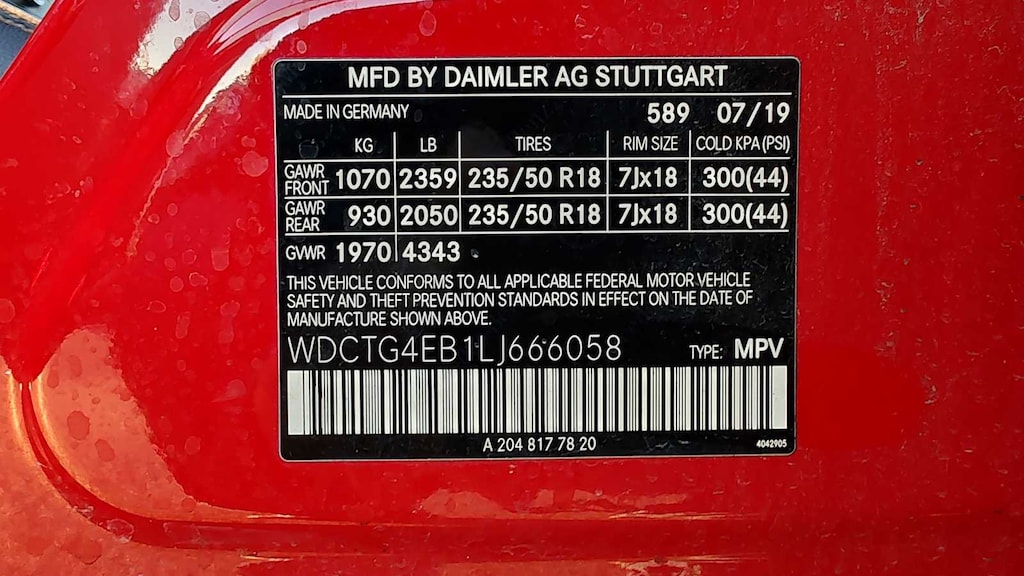 MFD BY DAIMLER AG STUTTGART
MADE IN GERMANY 589 07/19
KG LB TIRES RIM SIZE COLD KPA (PSI)
GAWR FRONT 1070 2359 235/50 R18 7Jx18 300(44)
GAWR REAR 930 2050 235/50 R18 7Jx18 300(44)
GVWR 1970 4343
THIS VEHICLE CONFORMS TO ALL APPLICABLE FEDERAL MOTOR VEHICLE
SAFETY AND THEFT PREVENTION STANDARDS IN EFFECT ON THE DATE OF
MANUFACTURE SHOWN ABOVE.
WDCTG4EB1LJ666058 TYPE: MPV
A 204 817 78 20
4042905